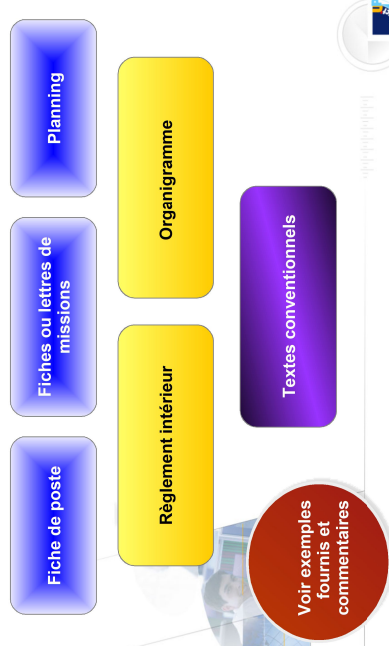 Fiche de poste
Fiches ou lettres de
missions
Planning
Règlement intérieur
Organigramme
Textes conventionnels
Voir exemples
fournis et
commentaires